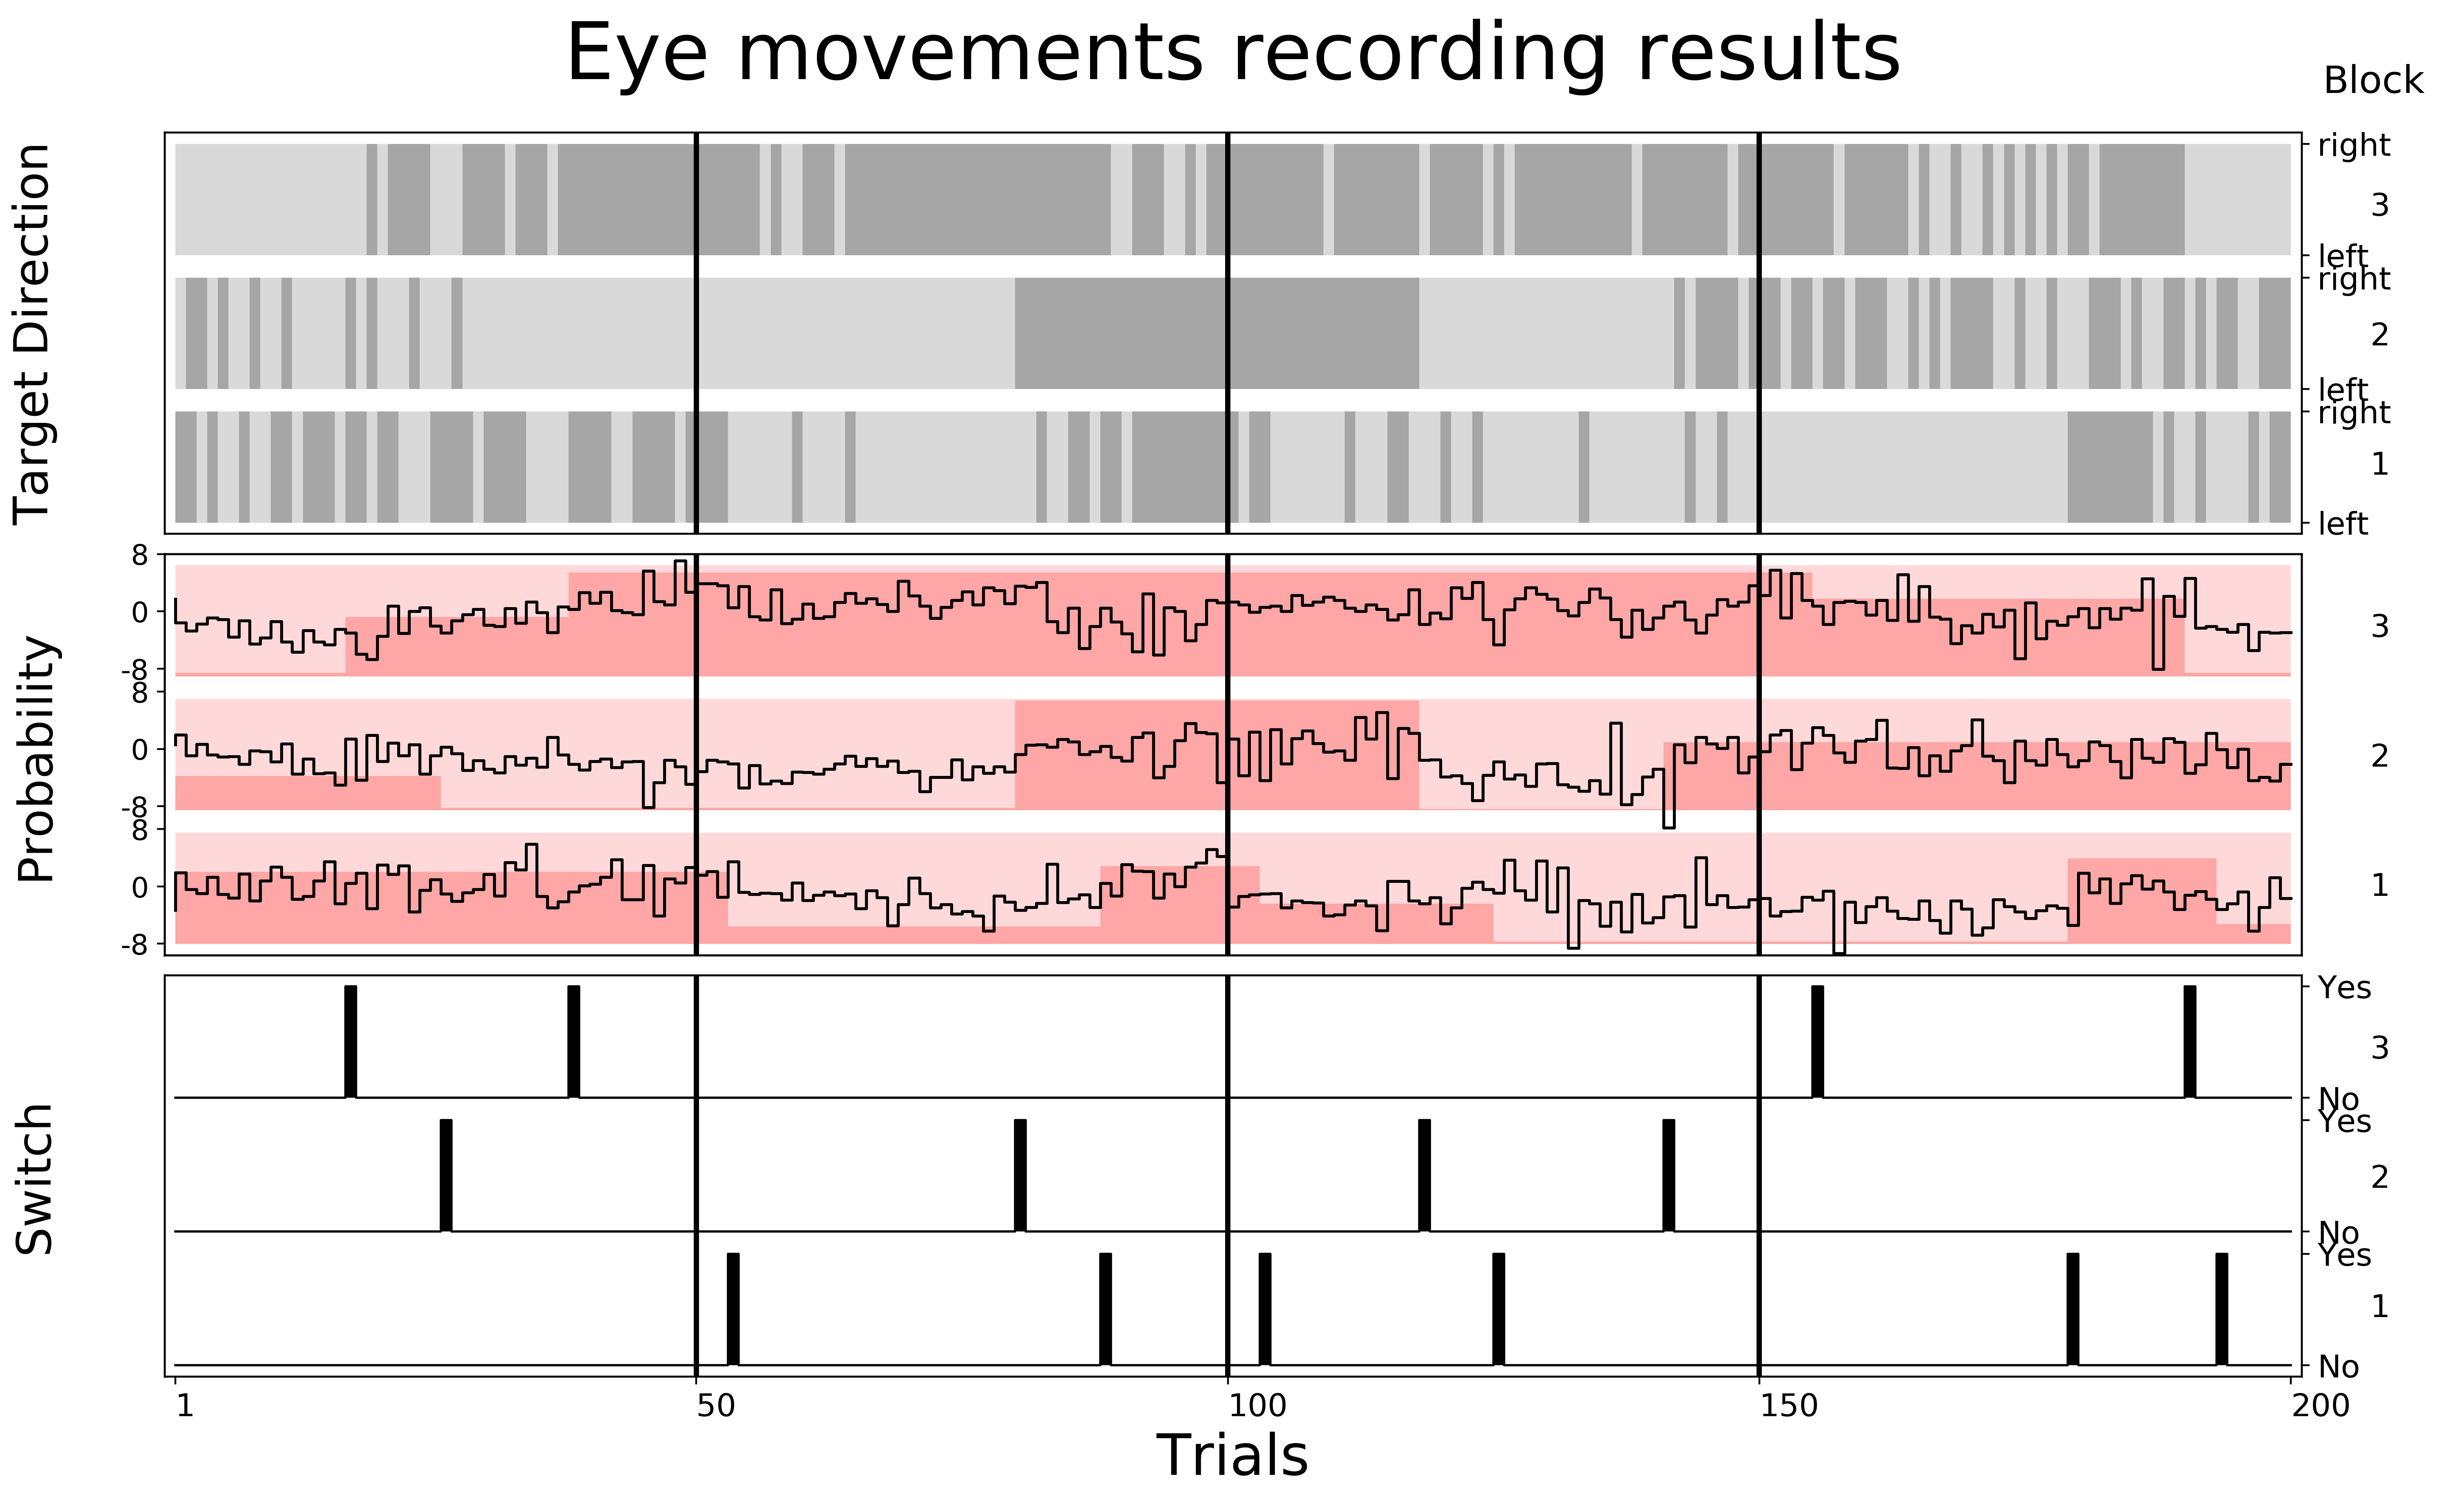 Eye movements recording results
Block
Target Direction
right
3
left
right
2
left
right
1
left
Probability
8
0
-8
3
8
0
-8
2
8
0
-8
1
Switch
Yes
3
No
Yes
2
No
Yes
1
No
1 50 100 150 200
Trials